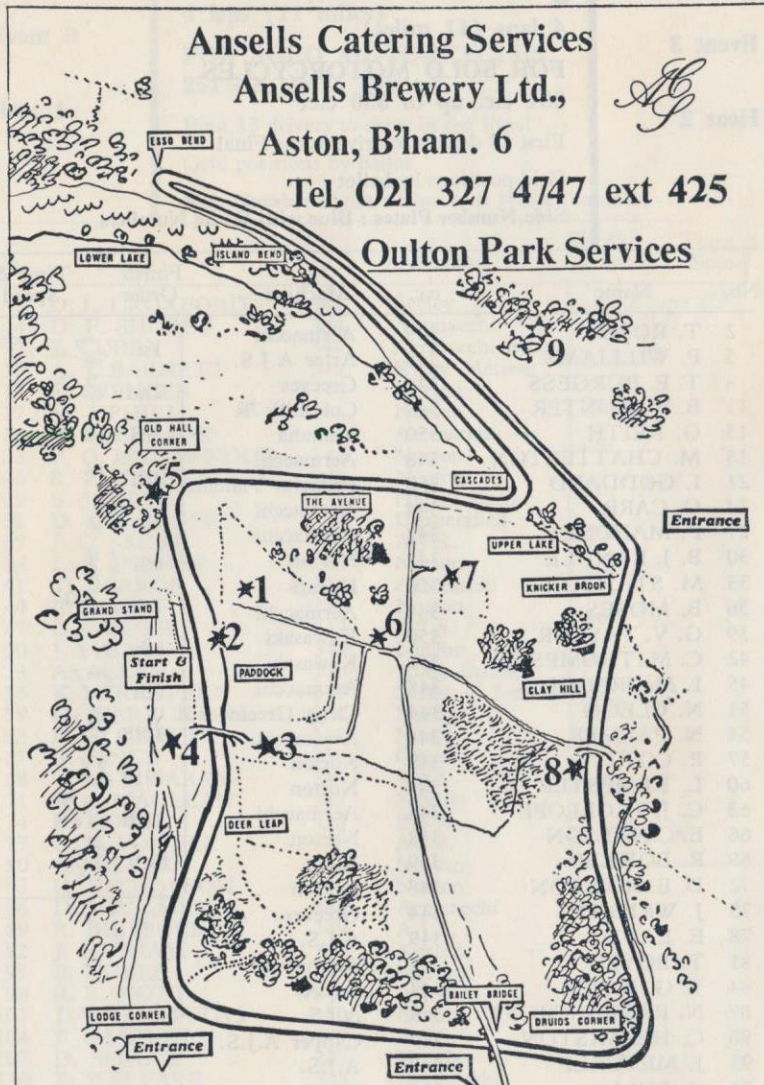 Ansells Catering Services
Ansells Brewery Ltd.,
Aston, B'ham. 6
TeL O21 327 4747 ext 425
Oulton Park Services
ACS
ESSO BEND
LOWER LAKE
ISLAND BEND
9
OLD HALL
CORNER
5
THE AVENUE
CASCADES
Entrance
UPPER LAKE
KNICKER BROOK
1
7
GRAND STAND
2
6
Start &
Finish
PADDOCK
CLAY HILL
4
3
8
DEER LEAP
LODGE CORNER
BAILEY BRIDGE
DRUIDS CORNER
Entrance
Entrance